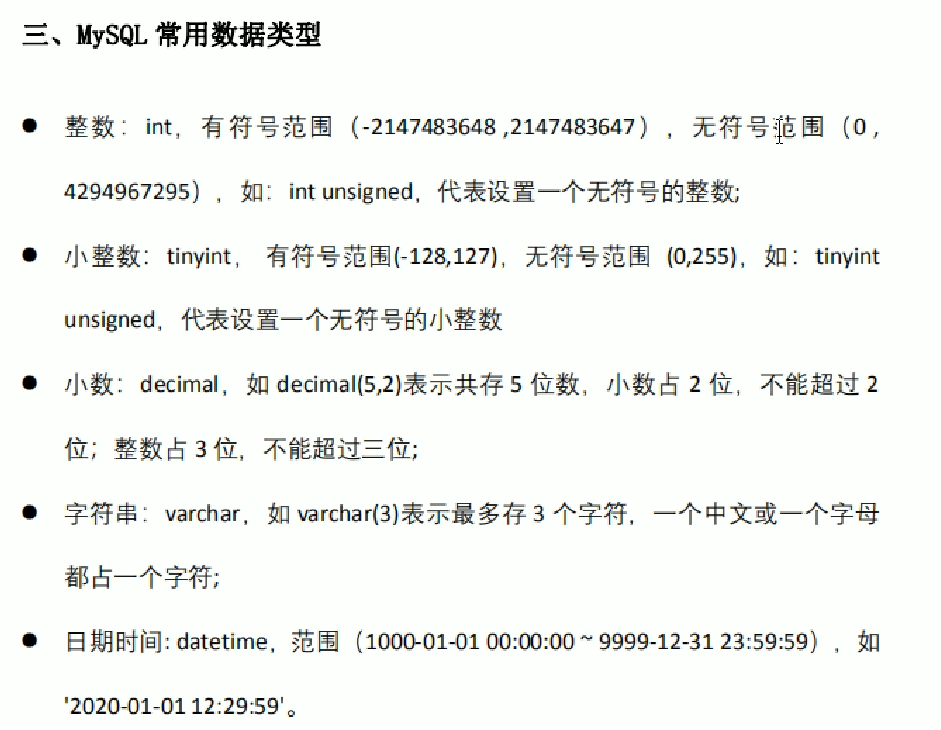 三、MySQL 常用数据类型
● 整数：int，有符号范围（-2147483648 ,2147483647），无符号范围（0 ,
4294967295），如：int unsigned，代表设置一个无符号的整数;
● 小整数：tinyint， 有符号范围(-128,127)，无符号范围 (0,255)，如：tinyint
unsigned，代表设置一个无符号的小整数
● 小数：decimal，如 decimal(5,2)表示共存 5 位数，小数占 2 位，不能超过 2
位；整数占 3 位，不能超过三位;
● 字符串：varchar，如 varchar(3)表示最多存 3 个字符，一个中文或一个字母
都占一个字符;
● 日期时间: datetime，范围（1000-01-01 00:00:00 ~ 9999-12-31 23:59:59），如
'2020-01-01 12:29:59'。